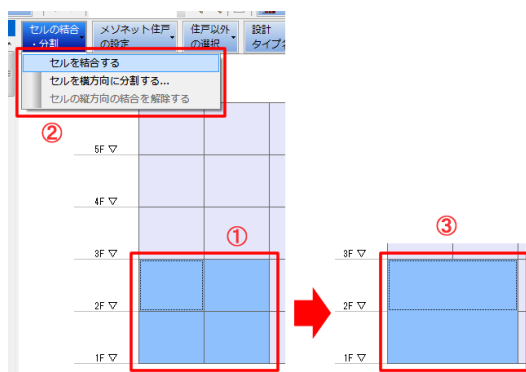 セルの結合
・分割
メゾネット住戸
の設定
住戸以外
の選択
設計
セルを結合する
セルを横方向に分割する...
セルの縦方向の結合を解除する
②
5F ▽
4F ▽
①
3F ▽
2F ▽
1F ▽
③
3F ▽
2F ▽
1F ▽